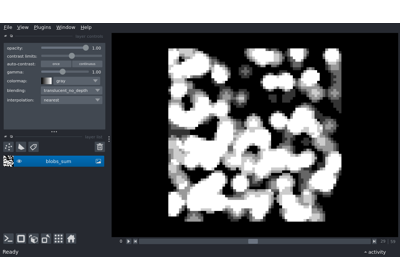 File View Plugins Window Help
opacity: 1.00
contrast limits:
auto-contrast: once continuous
gamma: 1.00
colormap: gray
blending: translucent_no_depth
interpolation: nearest
blobs_sum
Ready
activity